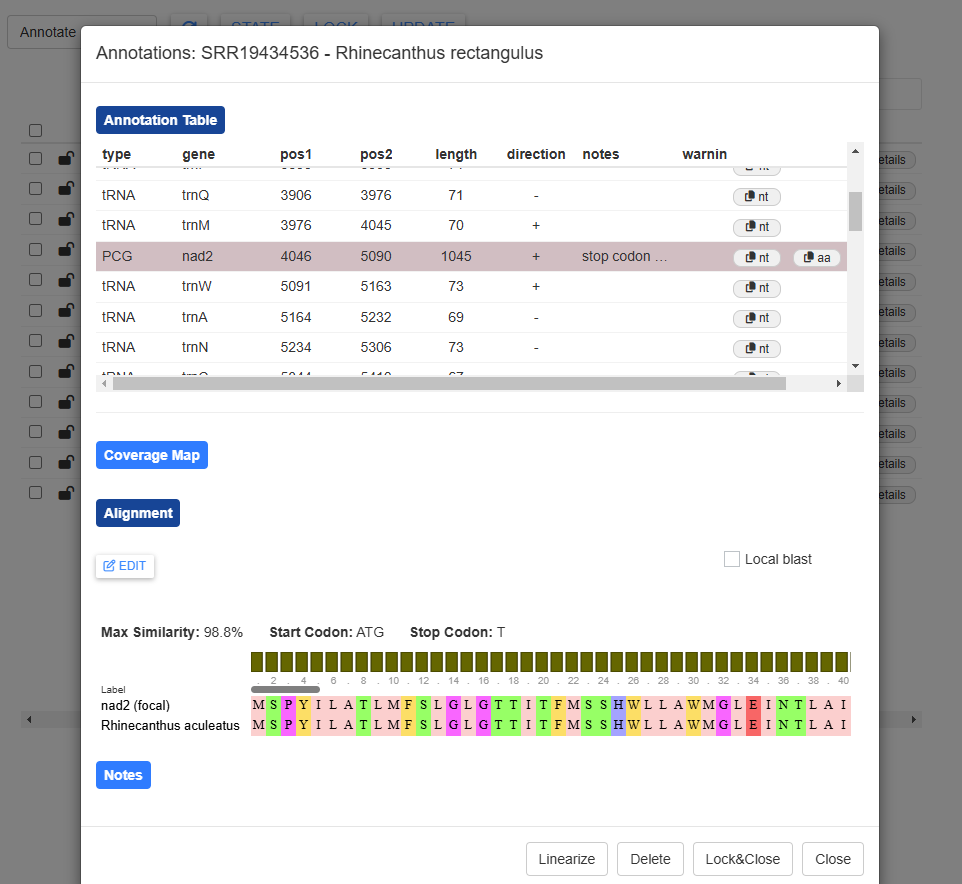 Annotate
STATE LOCK UPDATE
Annotations: SRR19434536 - Rhinecanthus rectangulus
Annotation Table
type gene pos1 pos2 length direction notes warnin
nt
tRNA trnQ 3906 3976 71 - nt
tRNA trnM 3976 4045 70 + nt
PCG nad2 4046 5090 1045 + stop codon … nt aa
tRNA trnW 5091 5163 73 + nt
tRNA trnA 5164 5232 69 - nt
tRNA trnN 5234 5306 73 - nt
etails
etails
etails
etails
etails
etails
etails
etails
etails
etails
etails
etails
Coverage Map
Alignment
EDIT
Local blast
Max Similarity: 98.8% Start Codon: ATG Stop Codon: T
. 2 . 4 . 6 . 8 . 10 . 12 . 14 . 16 . 18 . 20 . 22 . 24 . 26 . 28 . 30 . 32 . 34 . 36 . 38 . 40
Label
nad2 (focal) M S P Y I L A T L M F S L G L G T T I T F M S S H W L L A W M G L E I N T L A I
Rhinecanthus aculeatus M S P Y I L A T L M F S L G L G T T I T F M S S H W L L A W M G L E I N T L A I
Notes
Linearize Delete Lock&Close Close